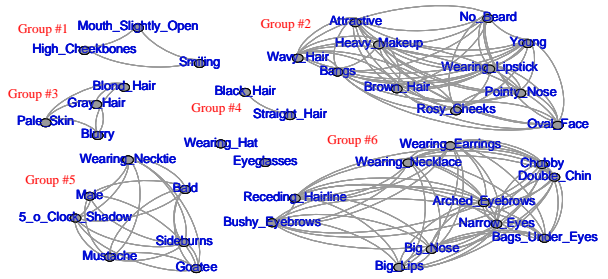 Group #1
Mouth_Slightly_Open
High_Cheekbones
Smiling
Group #2
Attractive
No_Beard
Heavy_Makeup
Young
Wavy_Hair
Bangs
Wearing_Lipstick
Brown_Hair
Pointy_Nose
Rosy_Cheeks
Oval_Face
Group #3
Blond_Hair
Gray_Hair
Pale_Skin
Blurry
Black_Hair
Group #4
Straight_Hair
Wearing_Hat
Eyeglasses
Group #5
Wearing_Necktie
Male
Bald
5_o_Clock_Shadow
Sideburns
Mustache
Goatee
Group #6
Wearing_Earrings
Wearing_Necklace
Chubby
Double_Chin
Receding_Hairline
Arched_Eyebrows
Bushy_Eyebrows
Narrow_Eyes
Bags_Under_Eyes
Big_Nose
Big_Lips